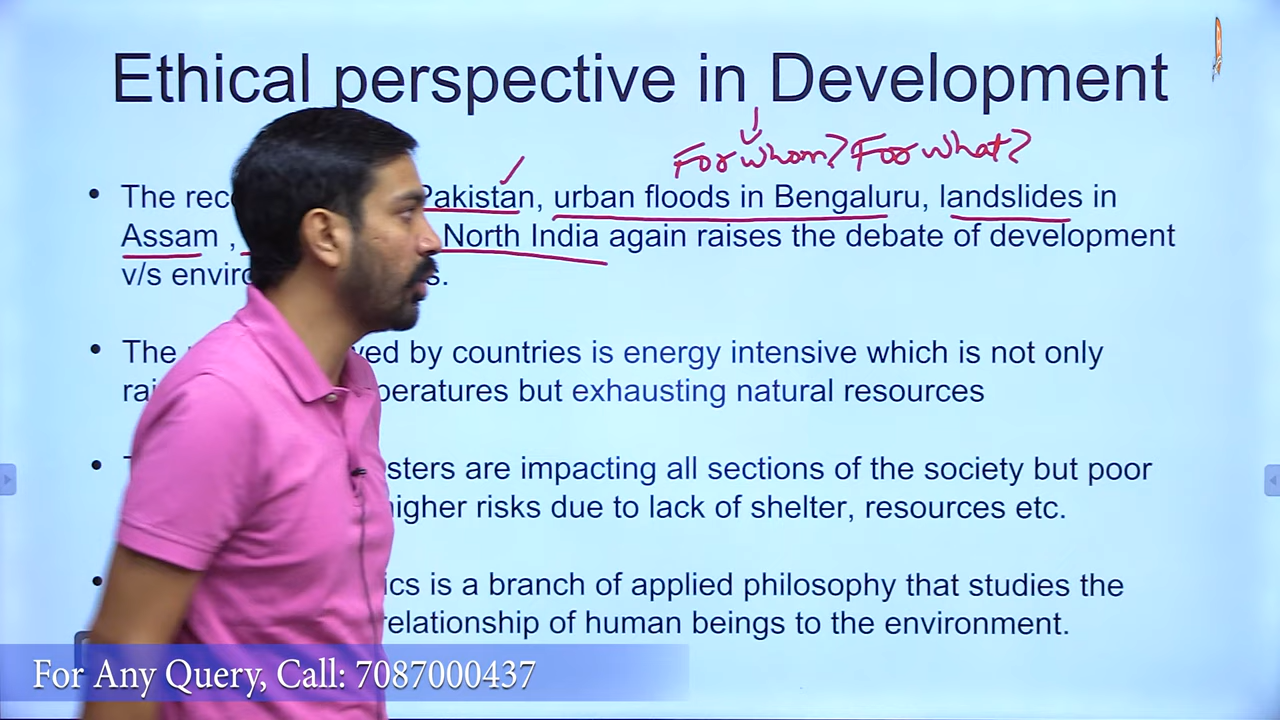 Ethical perspective in Development
For whom? For what?
• The rec Pakistan, urban floods in Bengaluru, landslides in
Assam , North India again raises the debate of development
v/s enviro s.
• The ved by countries is energy intensive which is not only
rai peratures but exhausting natural resources
• T sters are impacting all sections of the society but poor
higher risks due to lack of shelter, resources etc.
• ics is a branch of applied philosophy that studies the
relationship of human beings to the environment.
For Any Query, Call: 7087000437